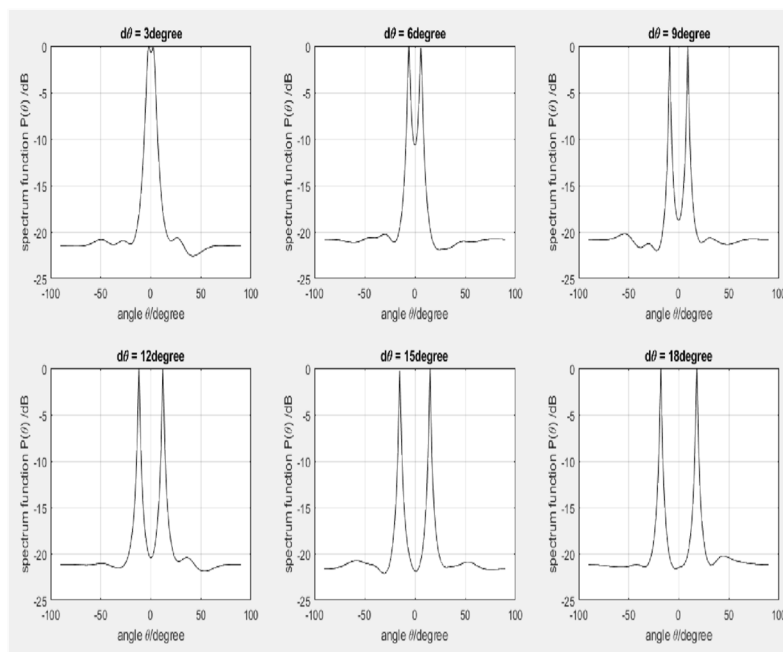 dθ = 3degree
dθ = 6degree
dθ = 9degree
spectrum function P(θ) /dB
0
-5
-10
-15
-20
-25
-100 -50 0 50 100
angle θ/degree
spectrum function P(θ) /dB
0
-5
-10
-15
-20
-25
-100 -50 0 50 100
angle θ/degree
spectrum function P(θ) /dB
0
-5
-10
-15
-20
-25
-100 -50 0 50 100
angle θ/degree
dθ = 12degree
dθ = 15degree
dθ = 18degree
spectrum function P(θ) /dB
0
-5
-10
-15
-20
-25
-100 -50 0 50 100
angle θ/degree
spectrum function P(θ) /dB
0
-5
-10
-15
-20
-25
-100 -50 0 50 100
angle θ/degree
spectrum function P(θ) /dB
0
-5
-10
-15
-20
-25
-100 -50 0 50 100
angle θ/degree